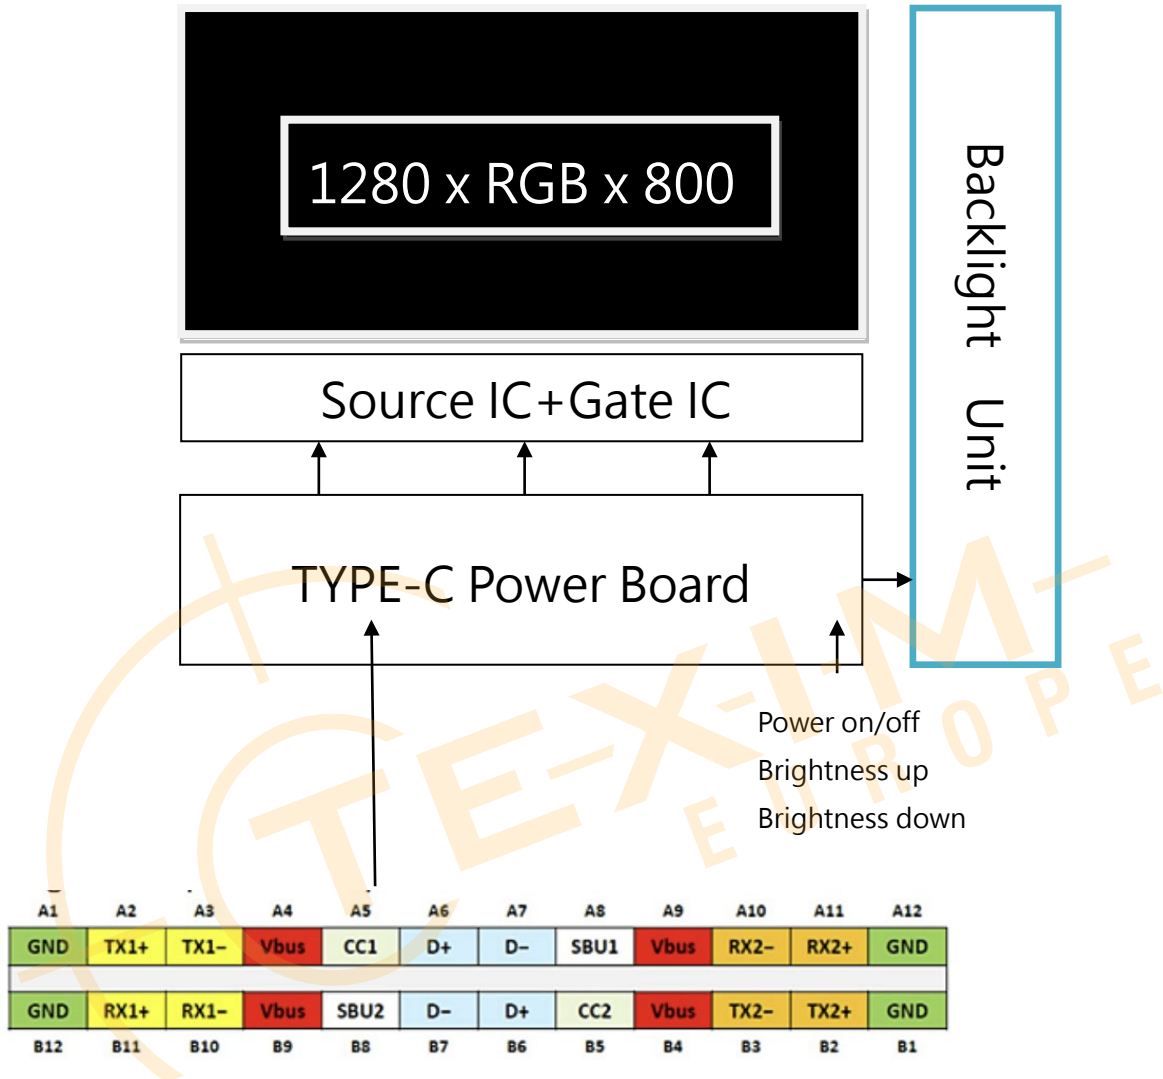 1280 x RGB x 800
Backlight Unit
Source IC+Gate IC
TYPE-C Power Board
Power on/off
Brightness up
Brightness down
TEXIM
EUROPE
A1 A2 A3 A4 A5 A6 A7 A8 A9 A10 A11 A12
GND TX1+ TX1− Vbus CC1 D+ D− SBU1 Vbus RX2− RX2+ GND
GND RX1+ RX1− Vbus SBU2 D− D+ CC2 Vbus TX2− TX2+ GND
B12 B11 B10 B9 B8 B7 B6 B5 B4 B3 B2 B1